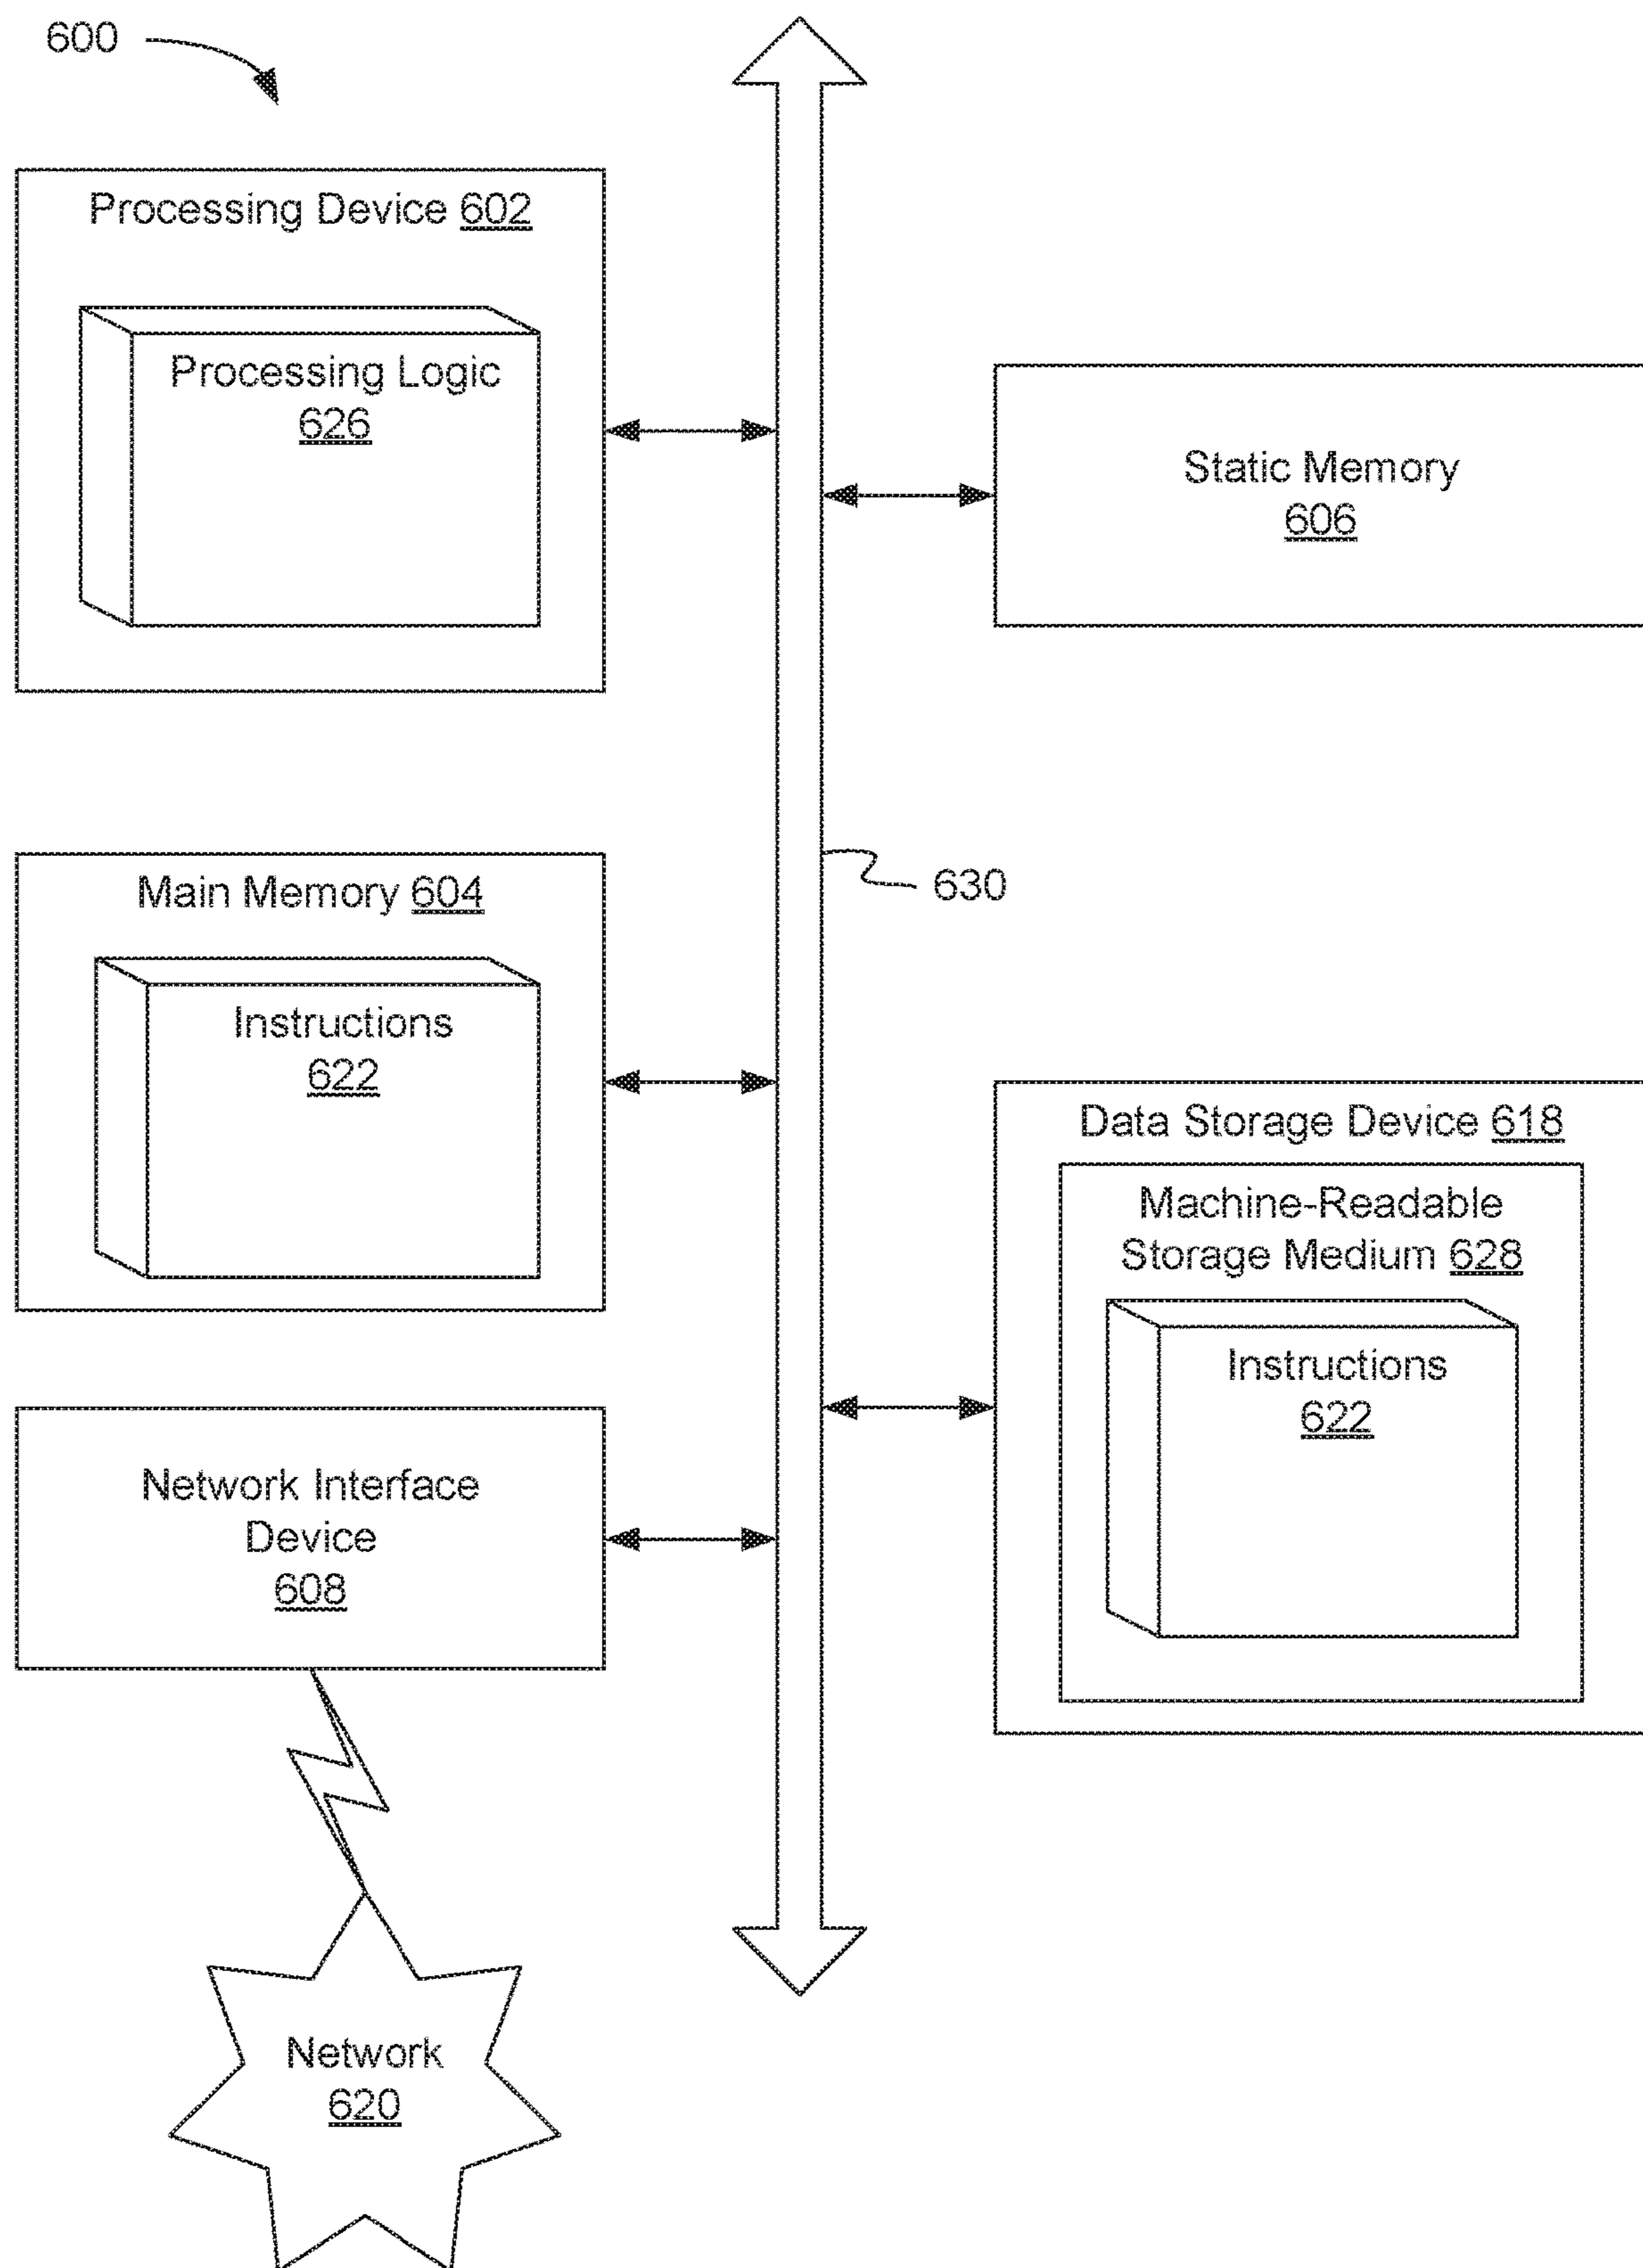 600
Processing Device 602
Processing Logic
626
Static Memory
606
Main Memory 604
630
Instructions
622
Data Storage Device 618
Machine-Readable
Storage Medium 628
Instructions
622
Network Interface
Device
608
Network
620